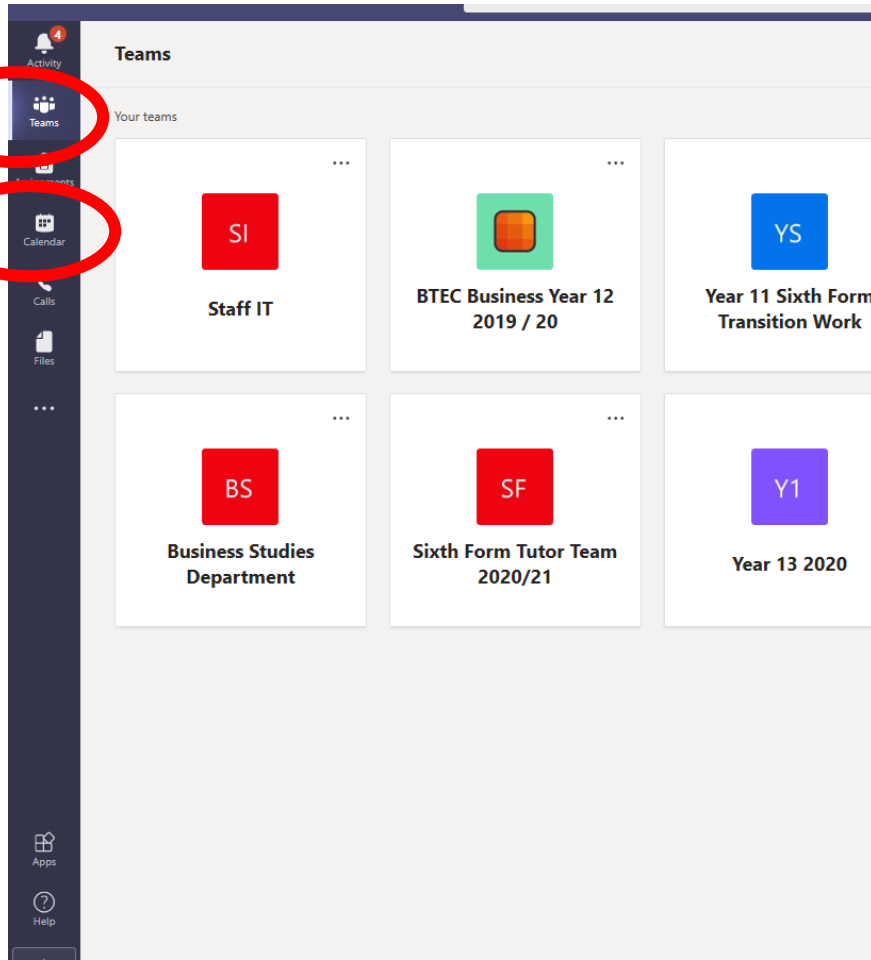 4
Activity
Teams
Assignments
Calendar
Calls
Files
Apps
Help
Teams
Your teams
SI
Staff IT
BTEC Business Year 12
2019 / 20
YS
Year 11 Sixth Form
Transition Work
BS
Business Studies
Department
SF
Sixth Form Tutor Team
2020/21
Y1
Year 13 2020